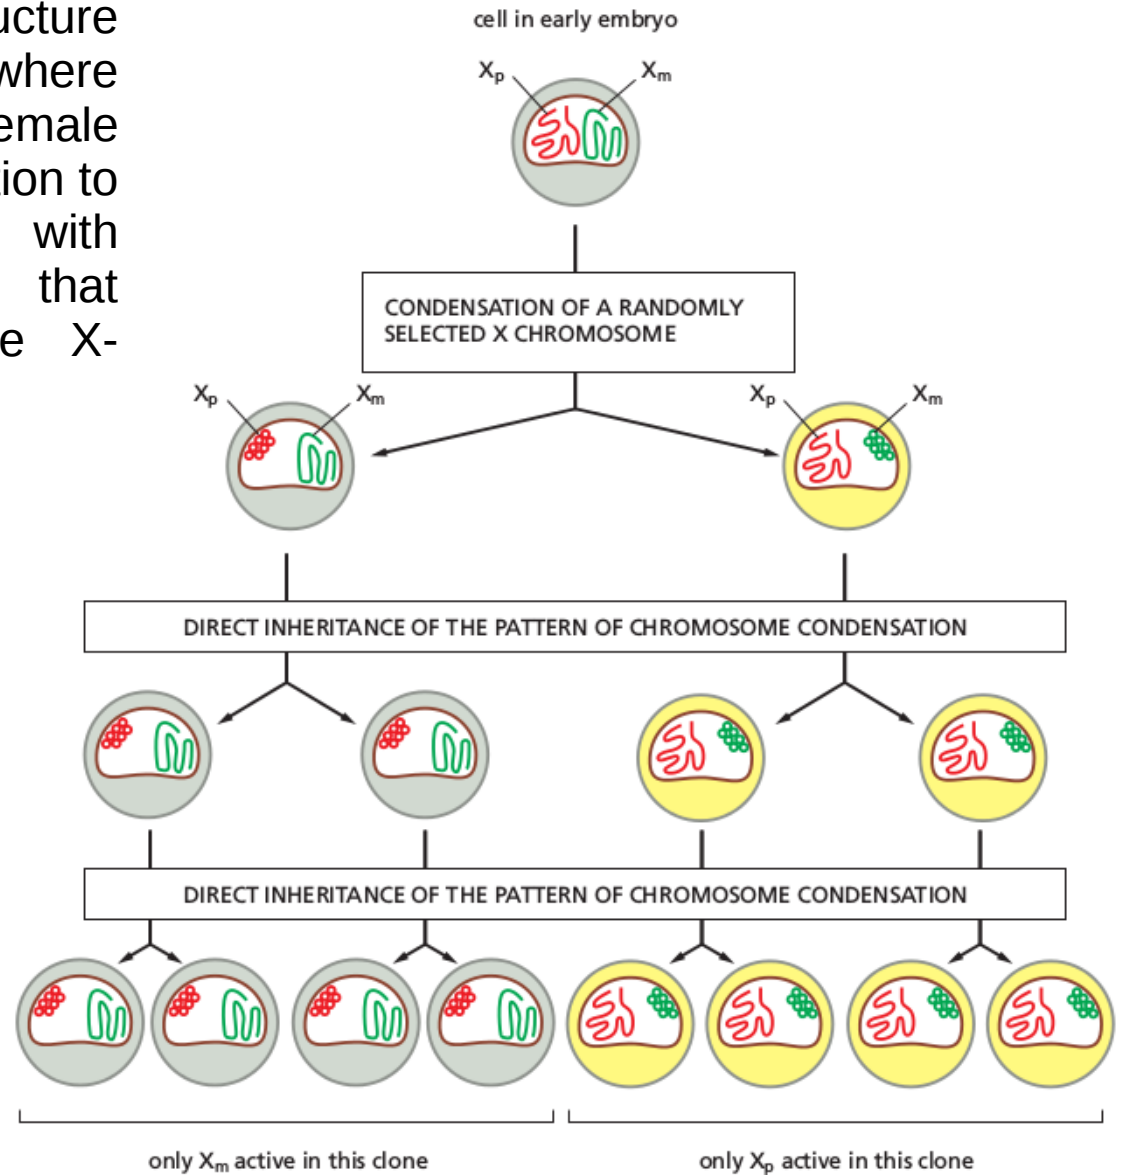 ucture
where
emale
ion to
with
that
e X-
cell in early embryo
Xp Xm
CONDENSATION OF A RANDOMLY
SELECTED X CHROMOSOME
Xp Xm Xp Xm
DIRECT INHERITANCE OF THE PATTERN OF CHROMOSOME CONDENSATION
DIRECT INHERITANCE OF THE PATTERN OF CHROMOSOME CONDENSATION
only Xm active in this clone
only Xp active in this clone